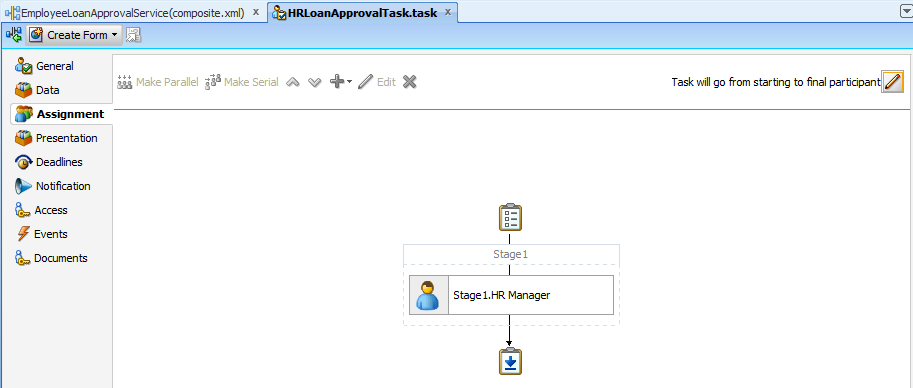 EmployeeLoanApprovalService(composite.xml) x HRLoanApprovalTask.task x
Create Form
General
Data
Assignment
Presentation
Deadlines
Notification
Access
Events
Documents
Make Parallel Make Serial Edit Task will go from starting to final participant
Stage1
Stage1.HR Manager